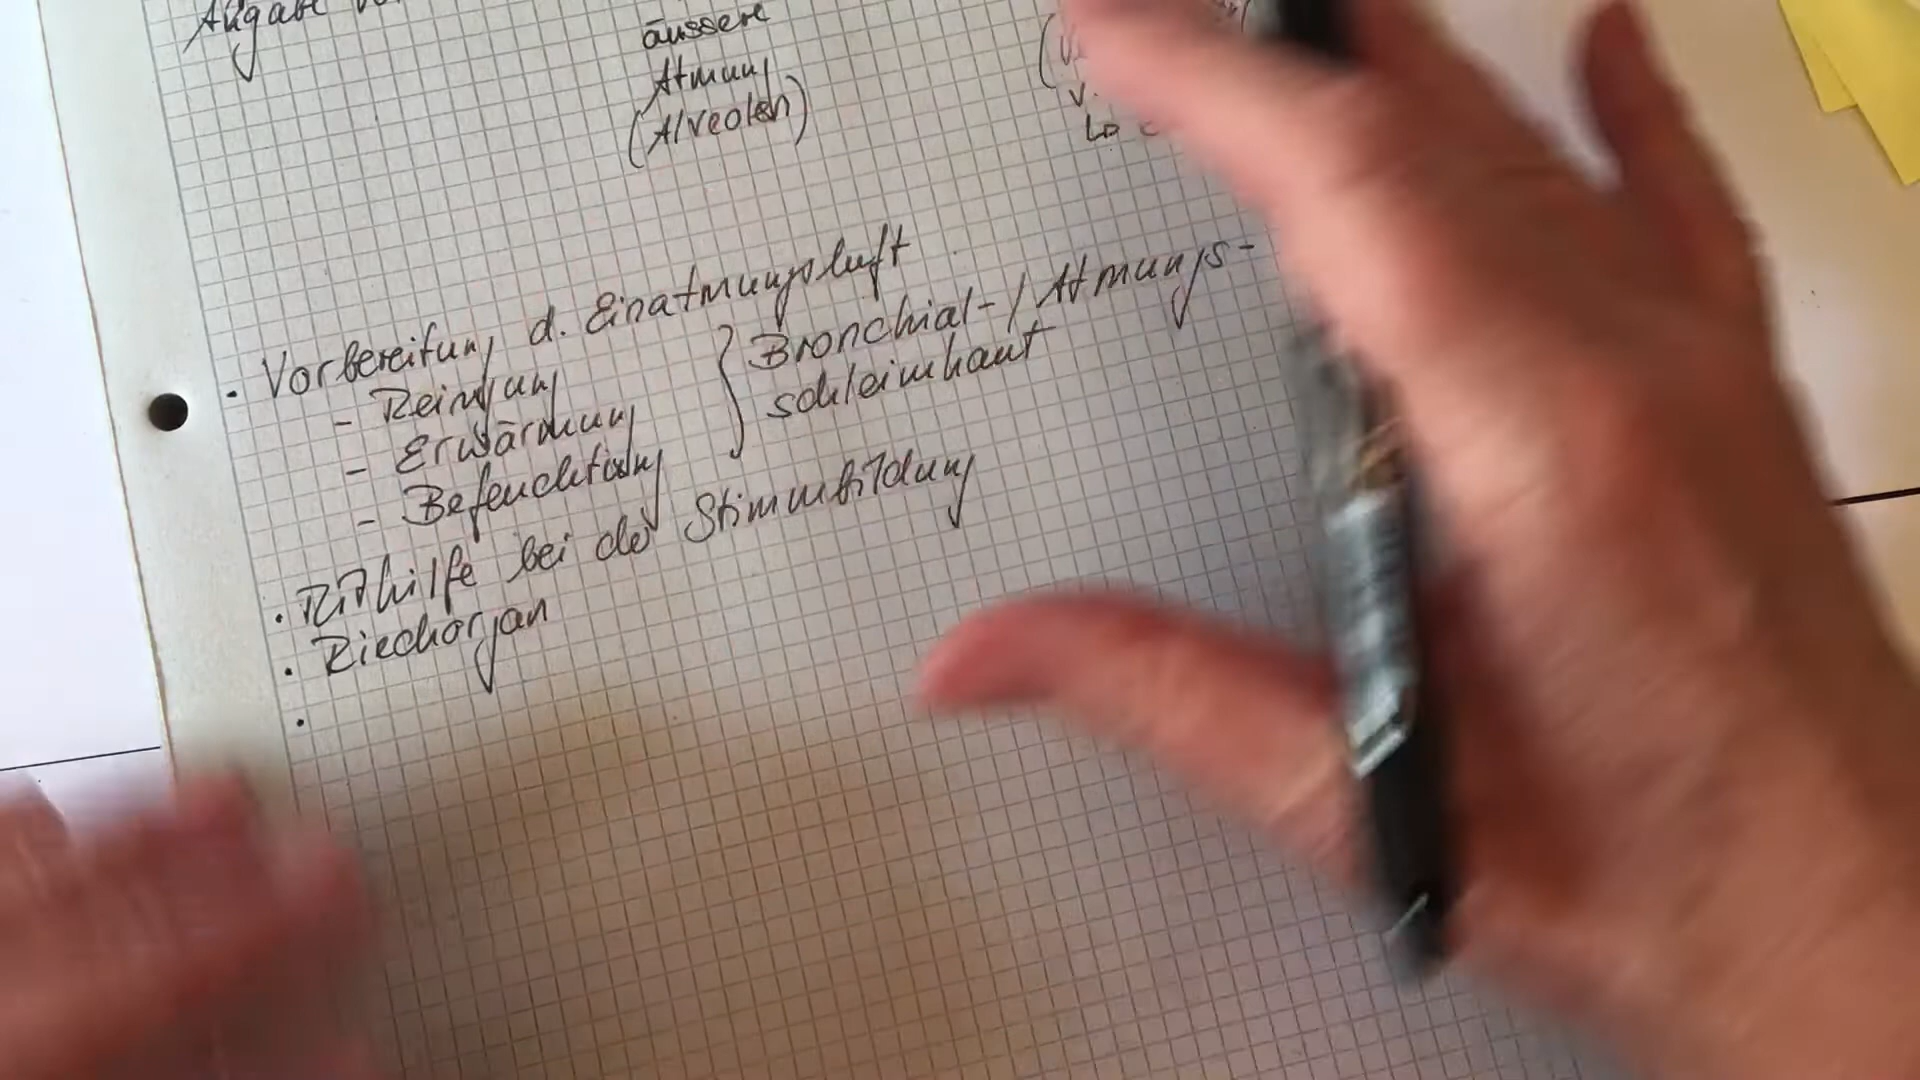 äussere
Atmung
(Alveolen)
· Vorbereitung d. Einatmungsluft
- Reinigung
- Erwärmung
- Befeuchtung
} Bronchial-/Atmungs-
schleimhaut
· Mithilfe bei der Stimmbildung
· Riechorgan
·